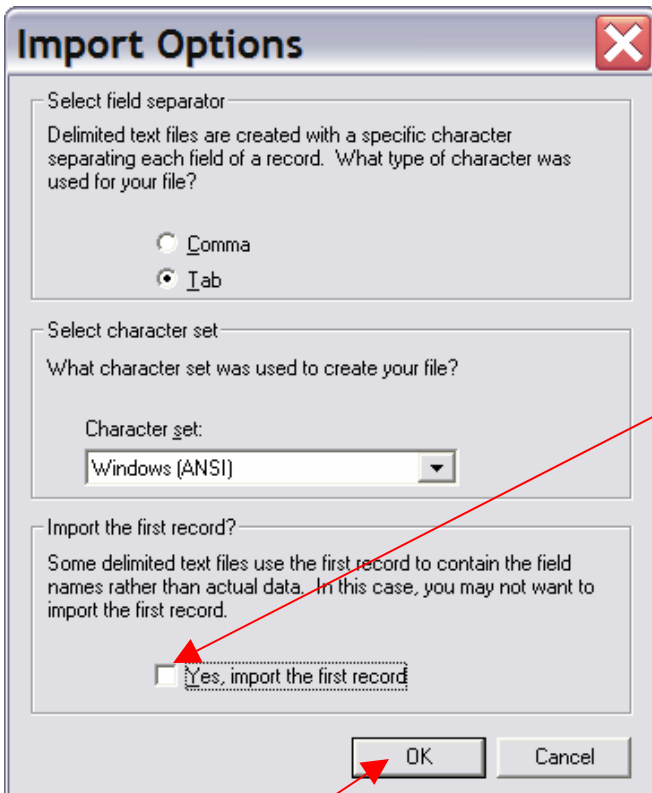 Import Options
Select field separator
Delimited text files are created with a specific character
separating each field of a record. What type of character was
used for your file?
Comma
Tab
Select character set
What character set was used to create your file?
Character set:
Windows (ANSI)
Import the first record?
Some delimited text files use the first record to contain the field
names rather than actual data. In this case, you may not want to
import the first record.
Yes, import the first record
OK Cancel